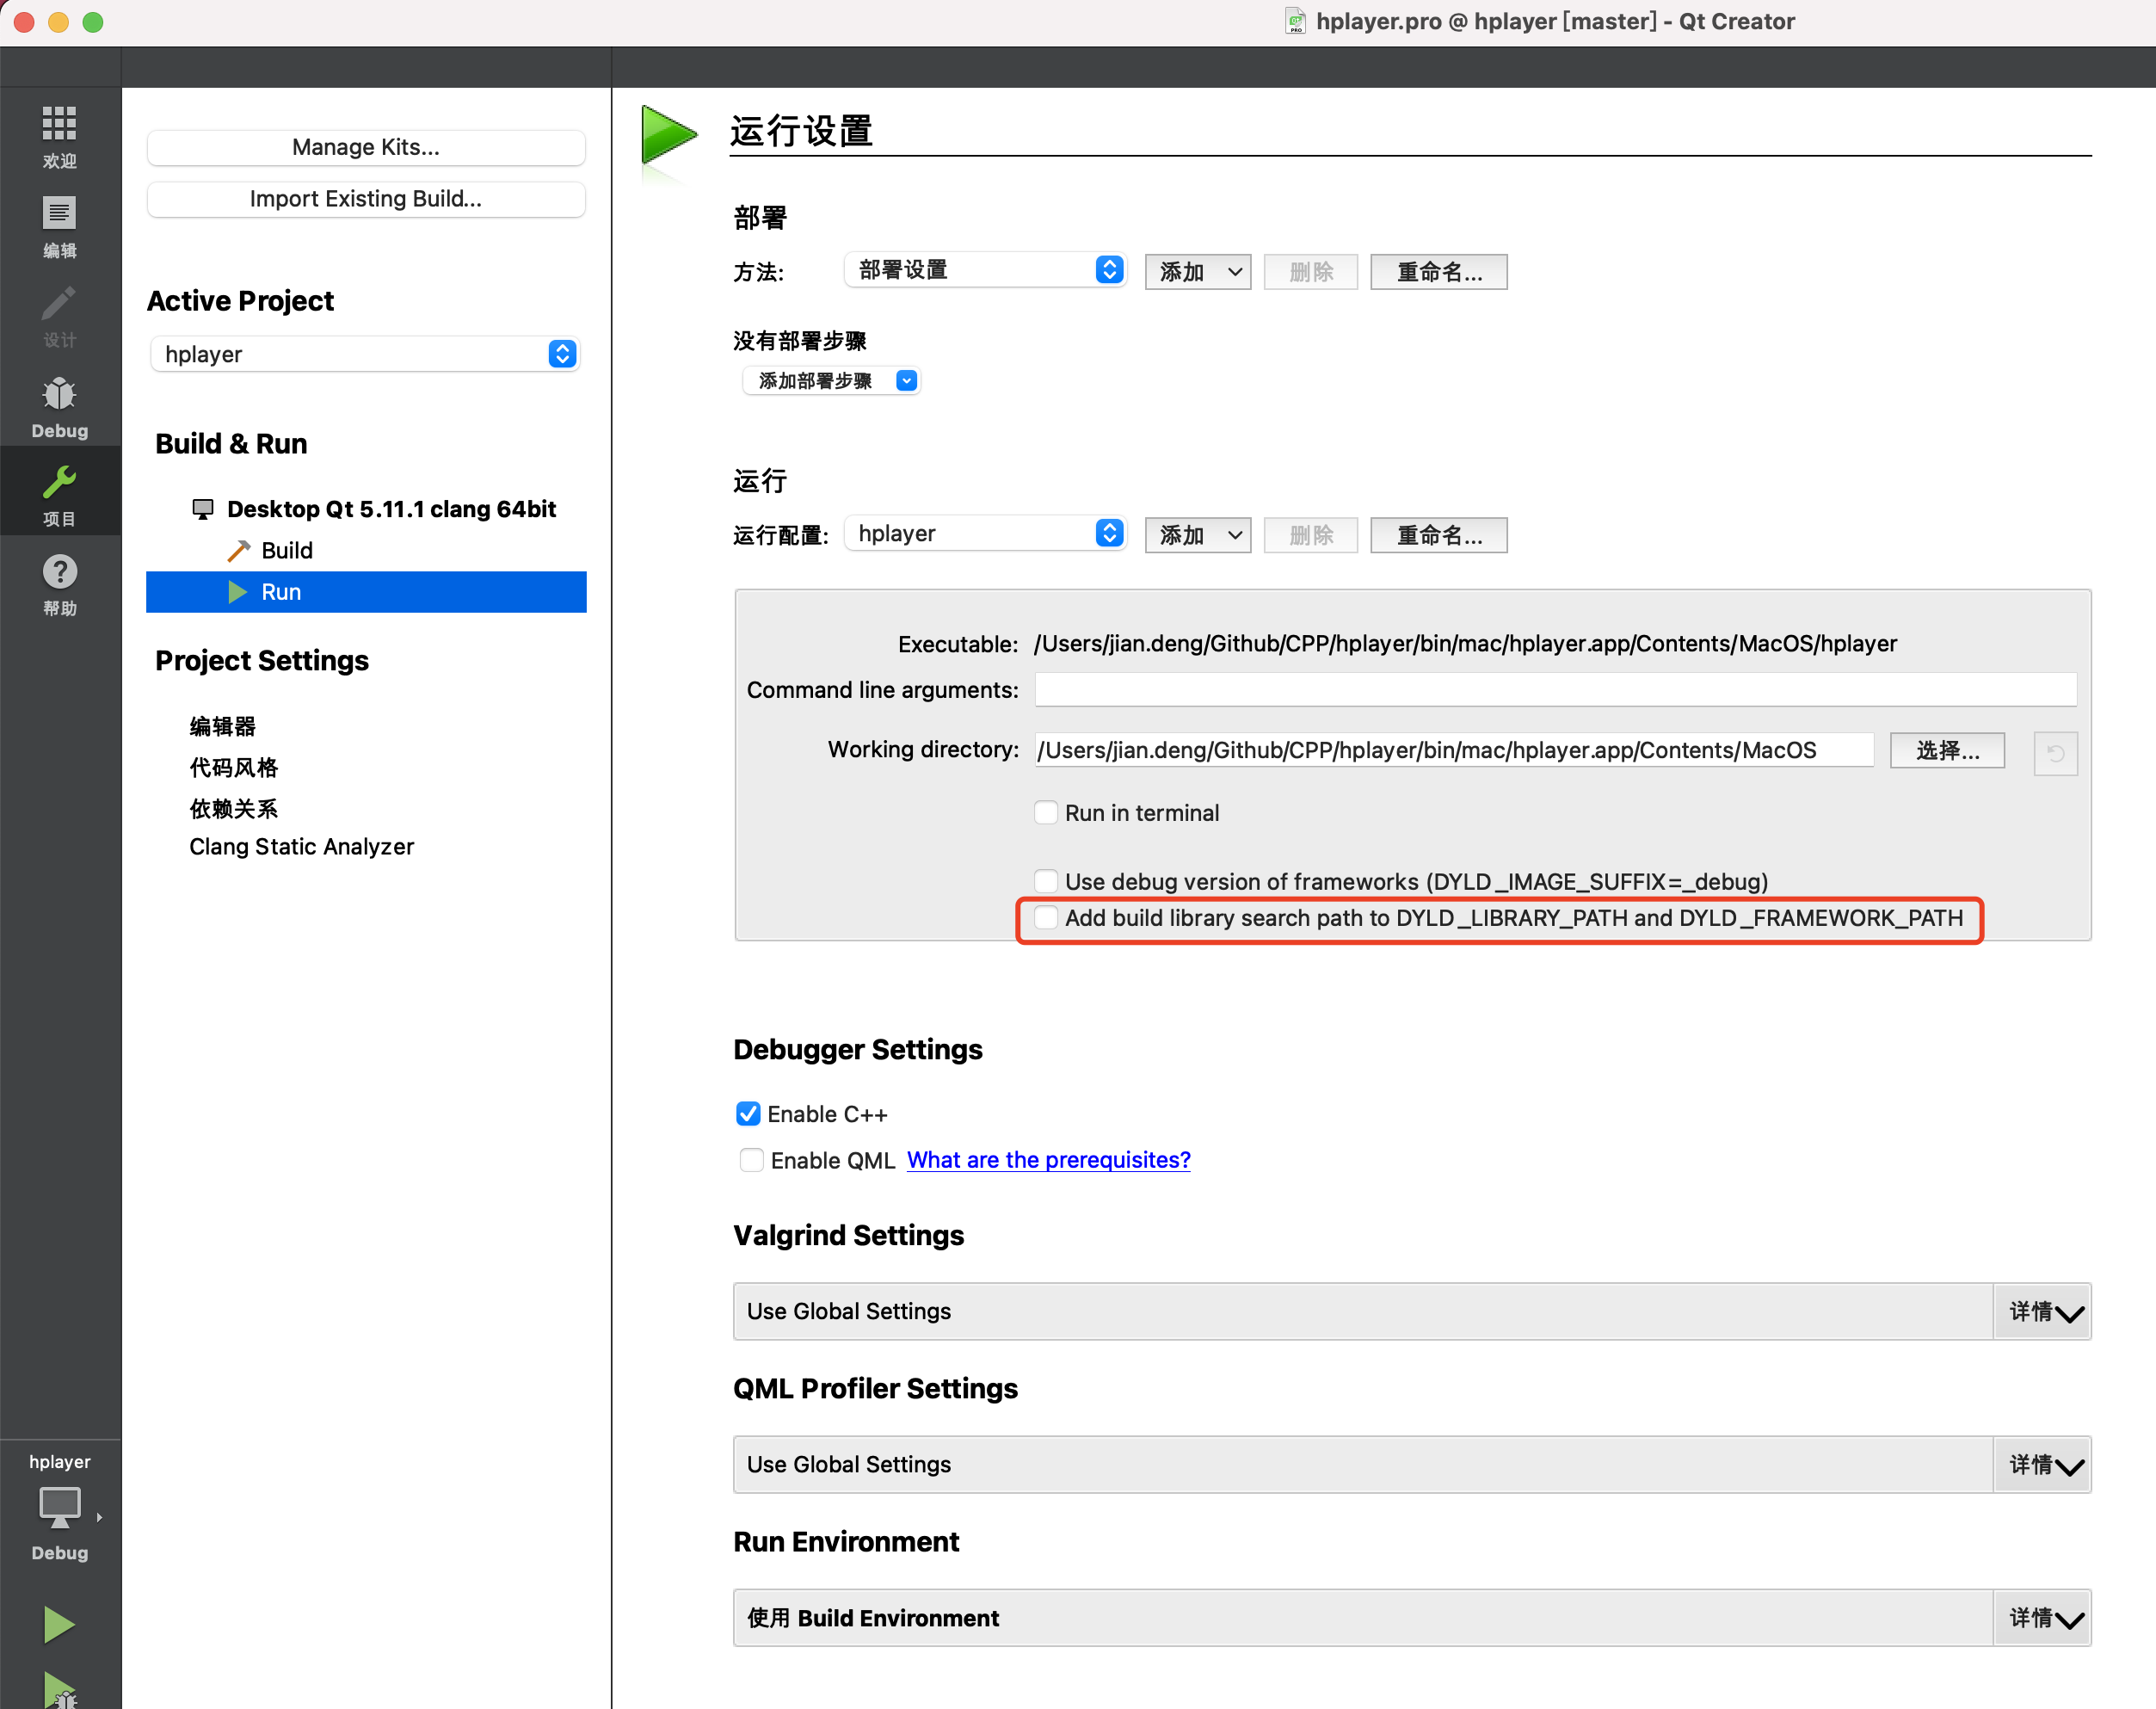 hplayer.pro @ hplayer [master] - Qt Creator
欢迎
编辑
设计
Debug
项目
帮助
hplayer
Debug
Manage Kits...
Import Existing Build...
Active Project
hplayer
Build & Run
Desktop Qt 5.11.1 clang 64bit
Build
Run
Project Settings
编辑器
代码风格
依赖关系
Clang Static Analyzer
运行设置
部署
方法: 部署设置 添加 删除 重命名...
没有部署步骤
添加部署步骤
运行
运行配置: hplayer 添加 删除 重命名...
Executable: /Users/jian.deng/Github/CPP/hplayer/bin/mac/hplayer.app/Contents/MacOS/hplayer
Command line arguments:
Working directory: /Users/jian.deng/Github/CPP/hplayer/bin/mac/hplayer.app/Contents/MacOS 选择...
Run in terminal
Use debug version of frameworks (DYLD_IMAGE_SUFFIX=_debug)
Add build library search path to DYLD_LIBRARY_PATH and DYLD_FRAMEWORK_PATH
Debugger Settings
Enable C++
Enable QML What are the prerequisites?
Valgrind Settings
Use Global Settings 详情
QML Profiler Settings
Use Global Settings 详情
Run Environment
使用 Build Environment 详情